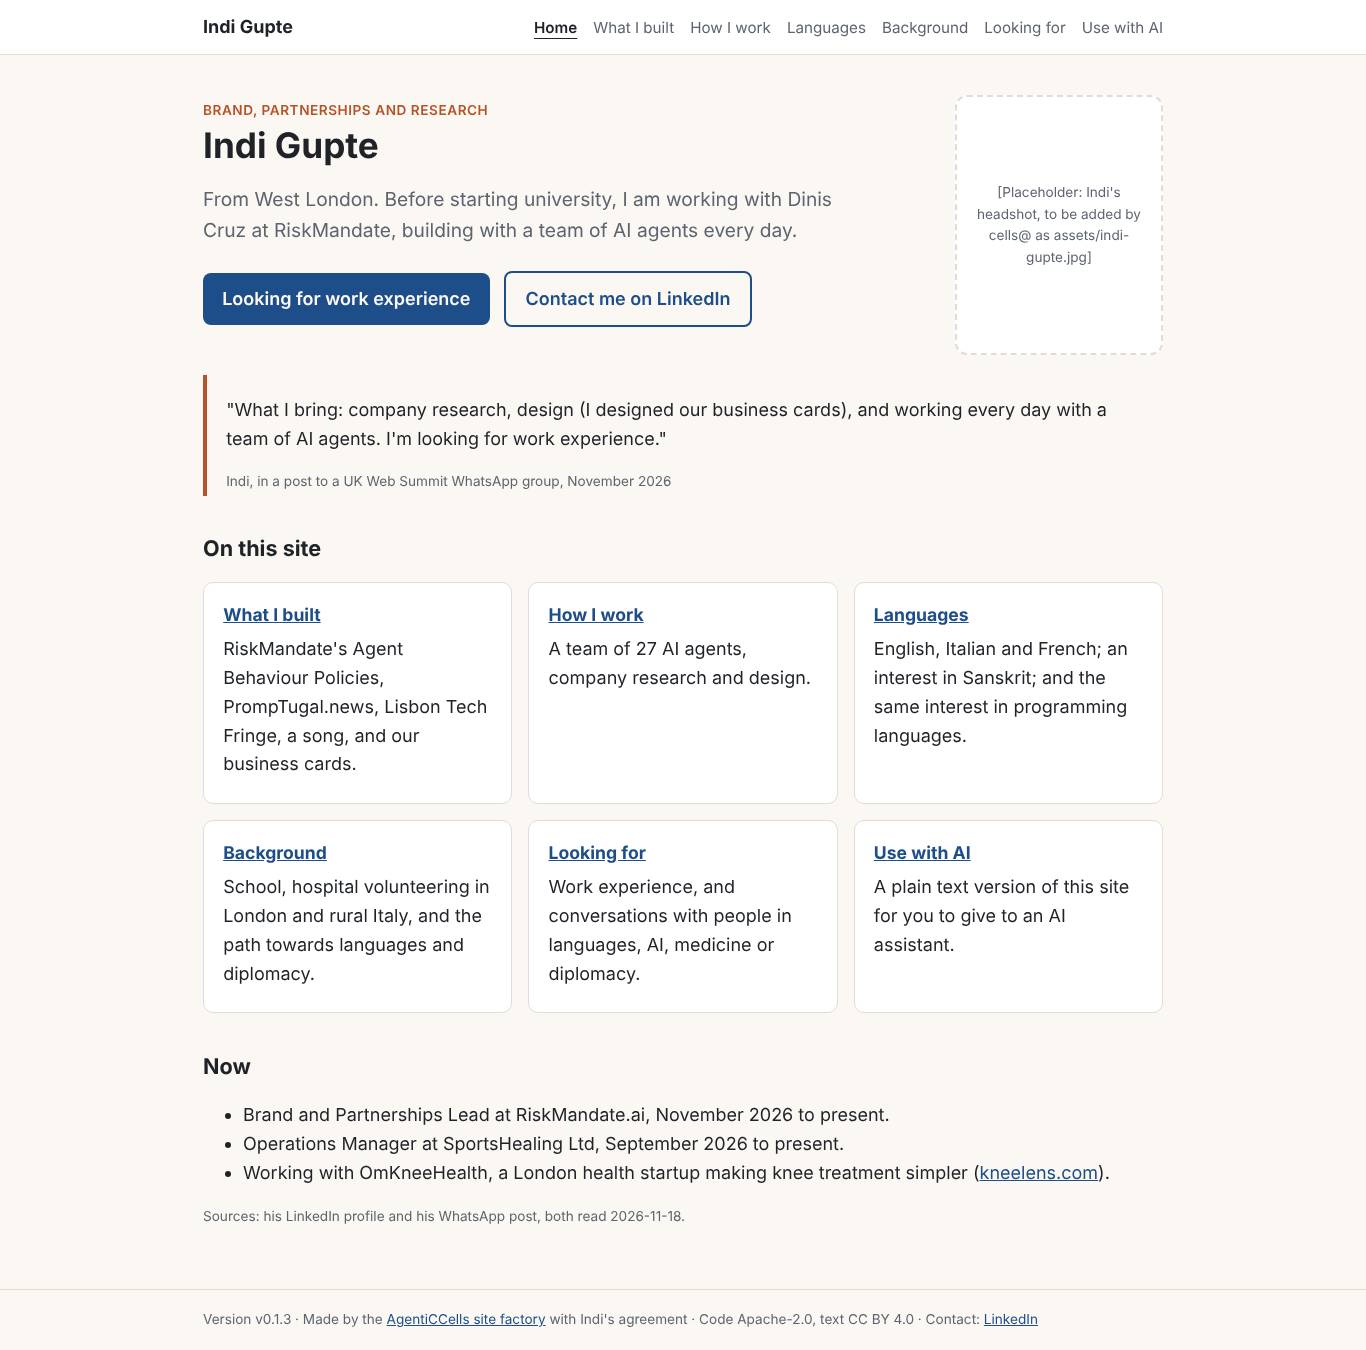 Indi Gupte
Home What I built How I work Languages Background Looking for Use with AI
BRAND, PARTNERSHIPS AND RESEARCH
Indi Gupte
From West London. Before starting university, I am working with Dinis
Cruz at RiskMandate, building with a team of AI agents every day.
Looking for work experience
Contact me on LinkedIn
[Placeholder: Indi's
headshot, to be added by
cells@ as assets/indi-
gupte.jpg]
"What I bring: company research, design (I designed our business cards), and working every day with a
team of AI agents. I'm looking for work experience."
Indi, in a post to a UK Web Summit WhatsApp group, November 2026
On this site
What I built
RiskMandate's Agent
Behaviour Policies,
PrompTugal.news, Lisbon Tech
Fringe, a song, and our
business cards.
How I work
A team of 27 AI agents,
company research and design.
Languages
English, Italian and French; an
interest in Sanskrit; and the
same interest in programming
languages.
Background
School, hospital volunteering in
London and rural Italy, and the
path towards languages and
diplomacy.
Looking for
Work experience, and
conversations with people in
languages, AI, medicine or
diplomacy.
Use with AI
A plain text version of this site
for you to give to an AI
assistant.
Now
• Brand and Partnerships Lead at RiskMandate.ai, November 2026 to present.
• Operations Manager at SportsHealing Ltd, September 2026 to present.
• Working with OmKneeHealth, a London health startup making knee treatment simpler (kneelens.com).
Sources: his LinkedIn profile and his WhatsApp post, both read 2026-11-18.
Version v0.1.3 · Made by the AgentiCCells site factory with Indi's agreement · Code Apache-2.0, text CC BY 4.0 · Contact: LinkedIn